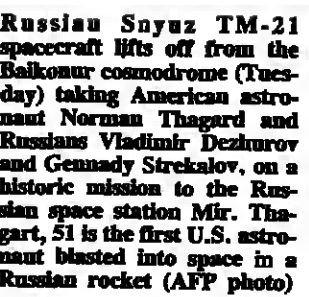 Russian Snyuz TM-21
spacecraft lifts off from the
Baikonur cosmodrome (Tues-
day) taking American astro-
naut Norman Thagard and
Russians Vladimir Dezhurov
and Gennady Strekalov, on a
historic mission to the Rus-
sian space station Mir. Tha-
gart, 51 is the first U.S. astro-
naut blasted into space in a
Russian rocket (AFP photo)